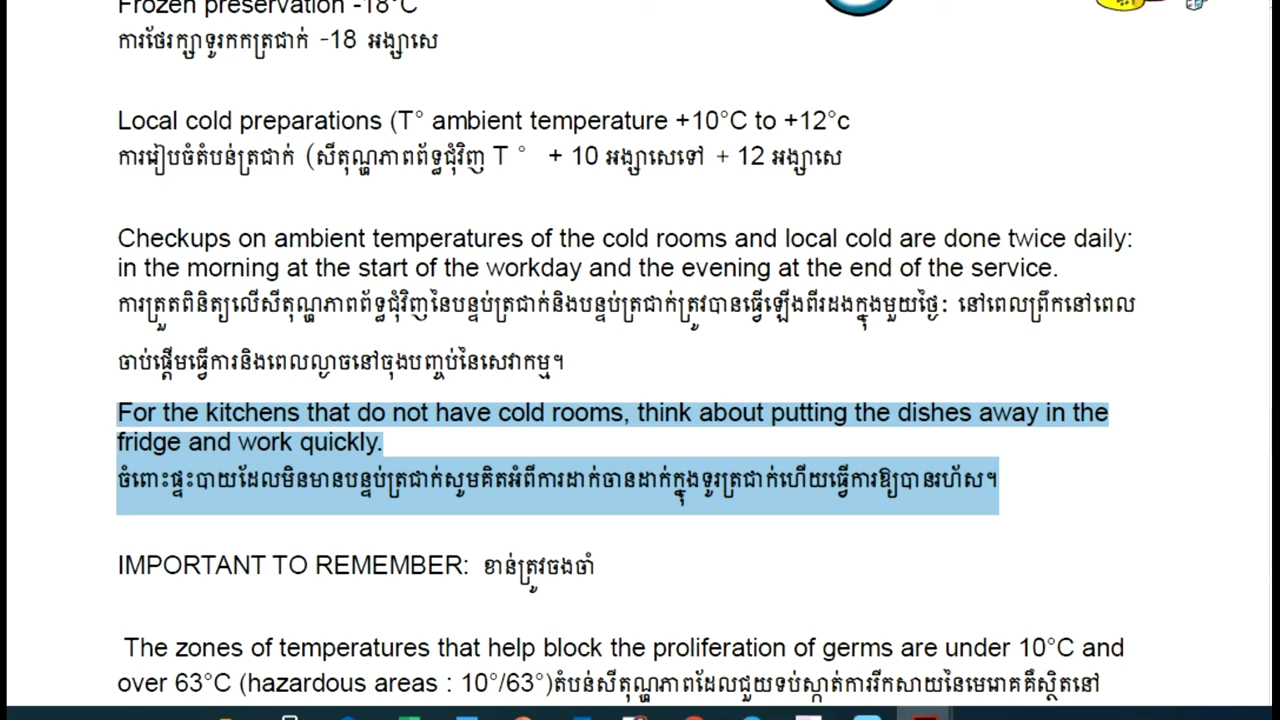 Frozen preservation -18°C
ការថែរក្សាទូរកកត្រជាក់ -18 អង្សាសេ
Local cold preparations (T° ambient temperature +10°C to +12°c
ការរៀបចំតំបន់ត្រជាក់ (សីតុណ្ហភាពព័ទ្ធជុំវិញ T ° + 10 អង្សាសេទៅ + 12 អង្សាសេ
Checkups on ambient temperatures of the cold rooms and local cold are done twice daily:
in the morning at the start of the workday and the evening at the end of the service.
ការត្រួតពិនិត្យលើសីតុណ្ហភាពព័ទ្ធជុំវិញនៃបន្ទប់ត្រជាក់និងបន្ទប់ត្រជាក់ត្រូវបានធ្វើឡើងពីរដងក្នុងមួយថ្ងៃ: នៅពេលព្រឹកនៅពេល
ចាប់ផ្តើមធ្វើការនិងពេលល្ងាចនៅចុងបញ្ចប់នៃសេវាកម្ម។
For the kitchens that do not have cold rooms, think about putting the dishes away in the
fridge and work quickly.
ចំពោះផ្ទះបាយដែលមិនមានបន្ទប់ត្រជាក់សូមគិតអំពីការដាក់ចានដាក់ក្នុងទូរត្រជាក់ហើយធ្វើការឱ្យបានរហ័ស។
IMPORTANT TO REMEMBER: ខាន់ត្រូវចងចាំ
The zones of temperatures that help block the proliferation of germs are under 10°C and
over 63°C (hazardous areas : 10°/63°)តំបន់សីតុណ្ហភាពដែលជួយទប់ស្កាត់ការរីកសាយនៃមេរោគគឺស្ថិតនៅ